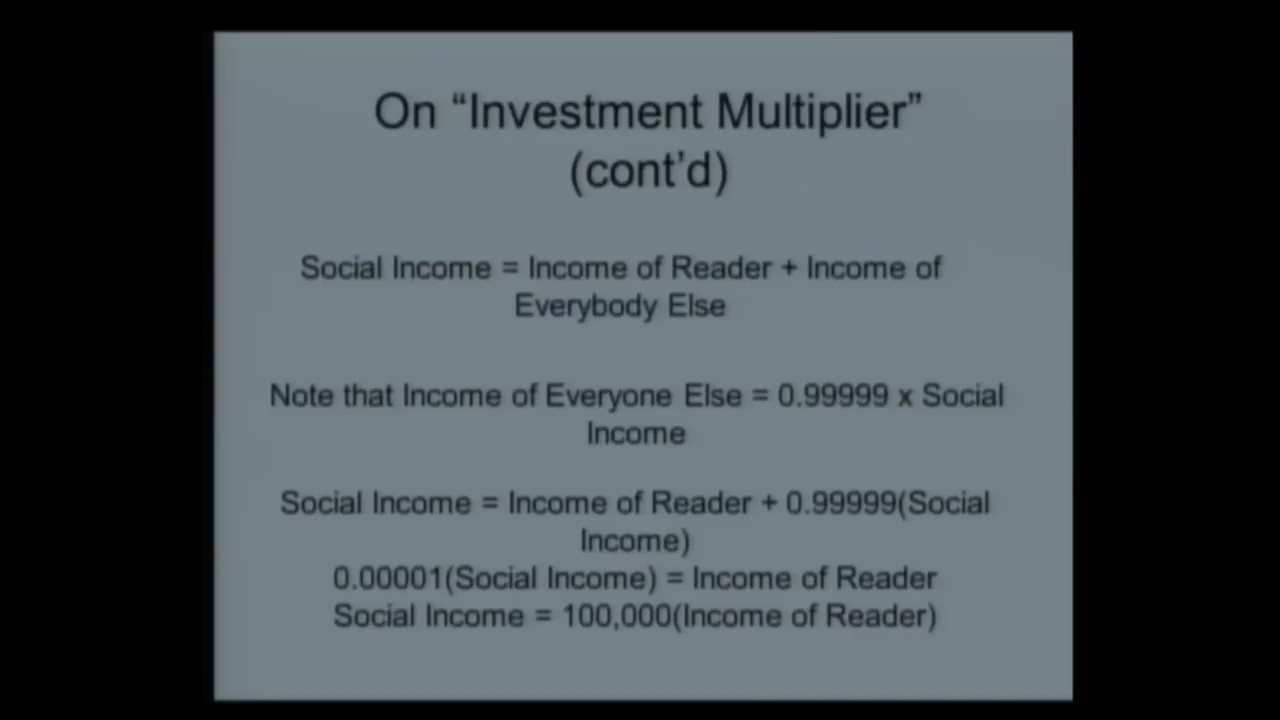 On “Investment Multiplier”
(cont’d)
Social Income = Income of Reader + Income of
Everybody Else
Note that Income of Everyone Else = 0.99999 x Social
Income
Social Income = Income of Reader + 0.99999(Social
Income)
0.00001(Social Income) = Income of Reader
Social Income = 100,000(Income of Reader)